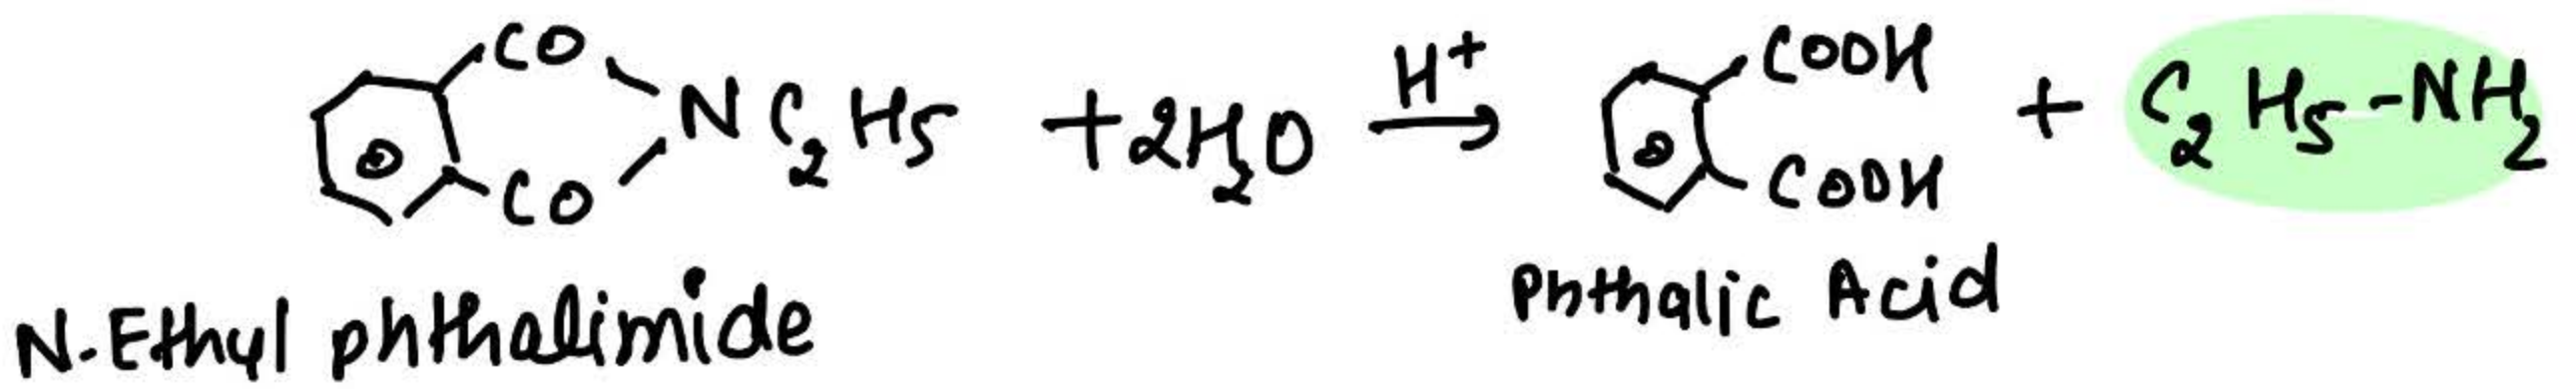 CO CO N C2H5 +2H2O H+ → COOH COOH + C2H5-NH2
N-Ethyl phthalimide
Phthalic Acid